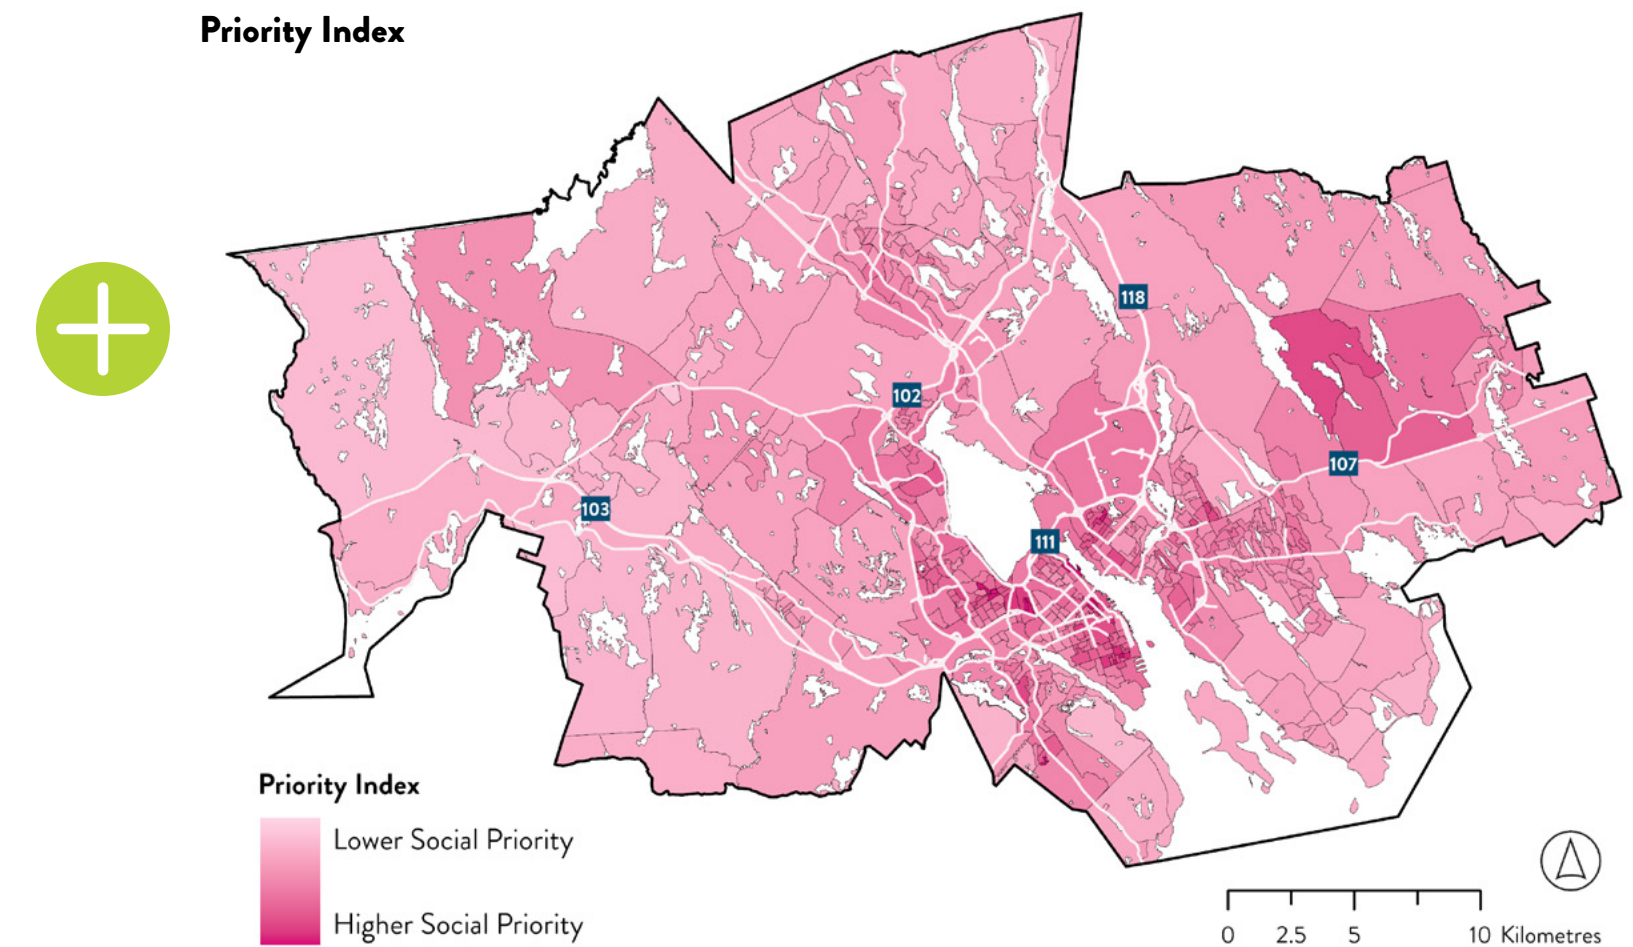 Priority Index
118
102
107
103
111
Priority Index
Lower Social Priority
Higher Social Priority
0 2.5 5 10 Kilometres